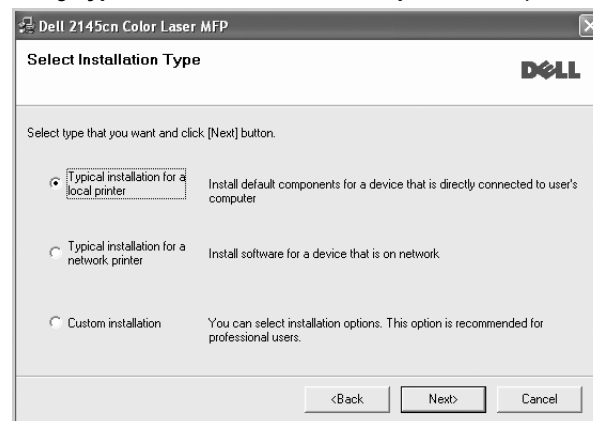 Dell 2145cn Color Laser MFP
Select Installation Type
DELL
Select type that you want and click [Next] button.
Typical installation for a
local printer
Install default components for a device that is directly connected to user's
computer
Typical installation for a
network printer
Install software for a device that is on network
Custom installation
You can select installation options. This option is recommended for
professional users.
<Back
Next>
Cancel